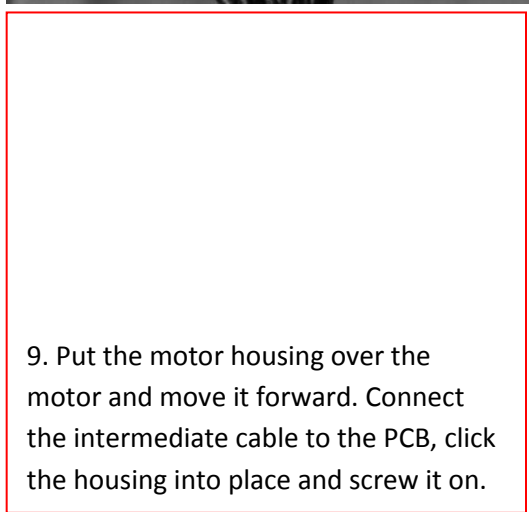 9. Put the motor housing over the
motor and move it forward. Connect
the intermediate cable to the PCB, click
the housing into place and screw it on.